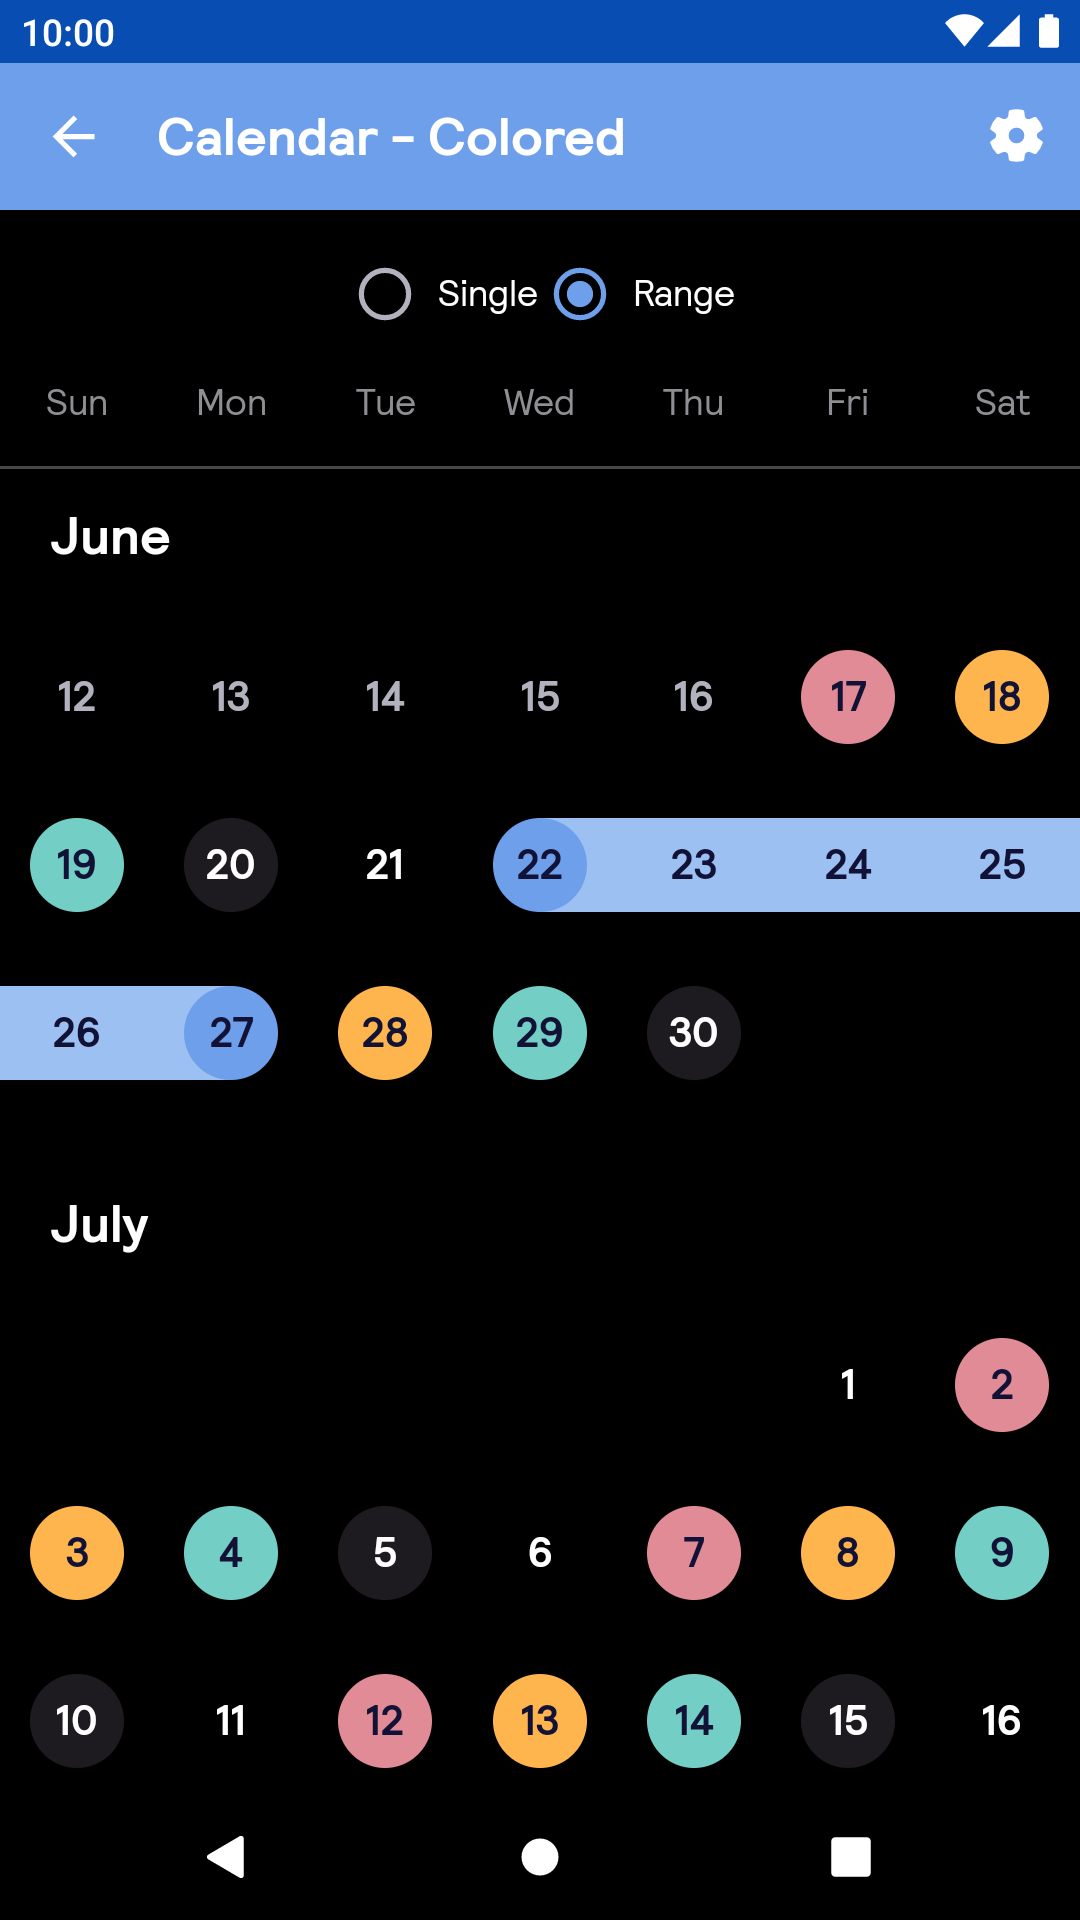 10:00
Calendar - Colored
Single Range
Sun Mon Tue Wed Thu Fri Sat
June
12 13 14 15 16 17 18
19 20 21 22 23 24 25
26 27 28 29 30
July
1 2
3 4 5 6 7 8 9
10 11 12 13 14 15 16